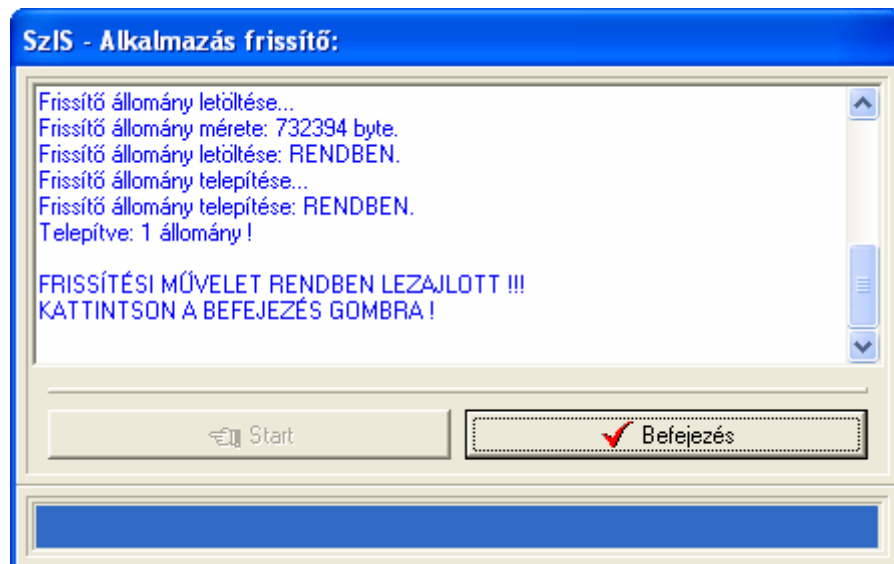 SzIS - Alkalmazás frissítő:
Frissítő állomány letöltése...
Frissítő állomány mérete: 732394 byte.
Frissítő állomány letöltése: RENDBEN.
Frissítő állomány telepítése...
Frissítő állomány telepítése: RENDBEN.
Telepítve: 1 állomány !
FRISSÍTÉSI MŰVELET RENDBEN LEZAJLOTT !!!
KATTINTSON A BEFEJEZÉS GOMBRA !
Start
Befejezés